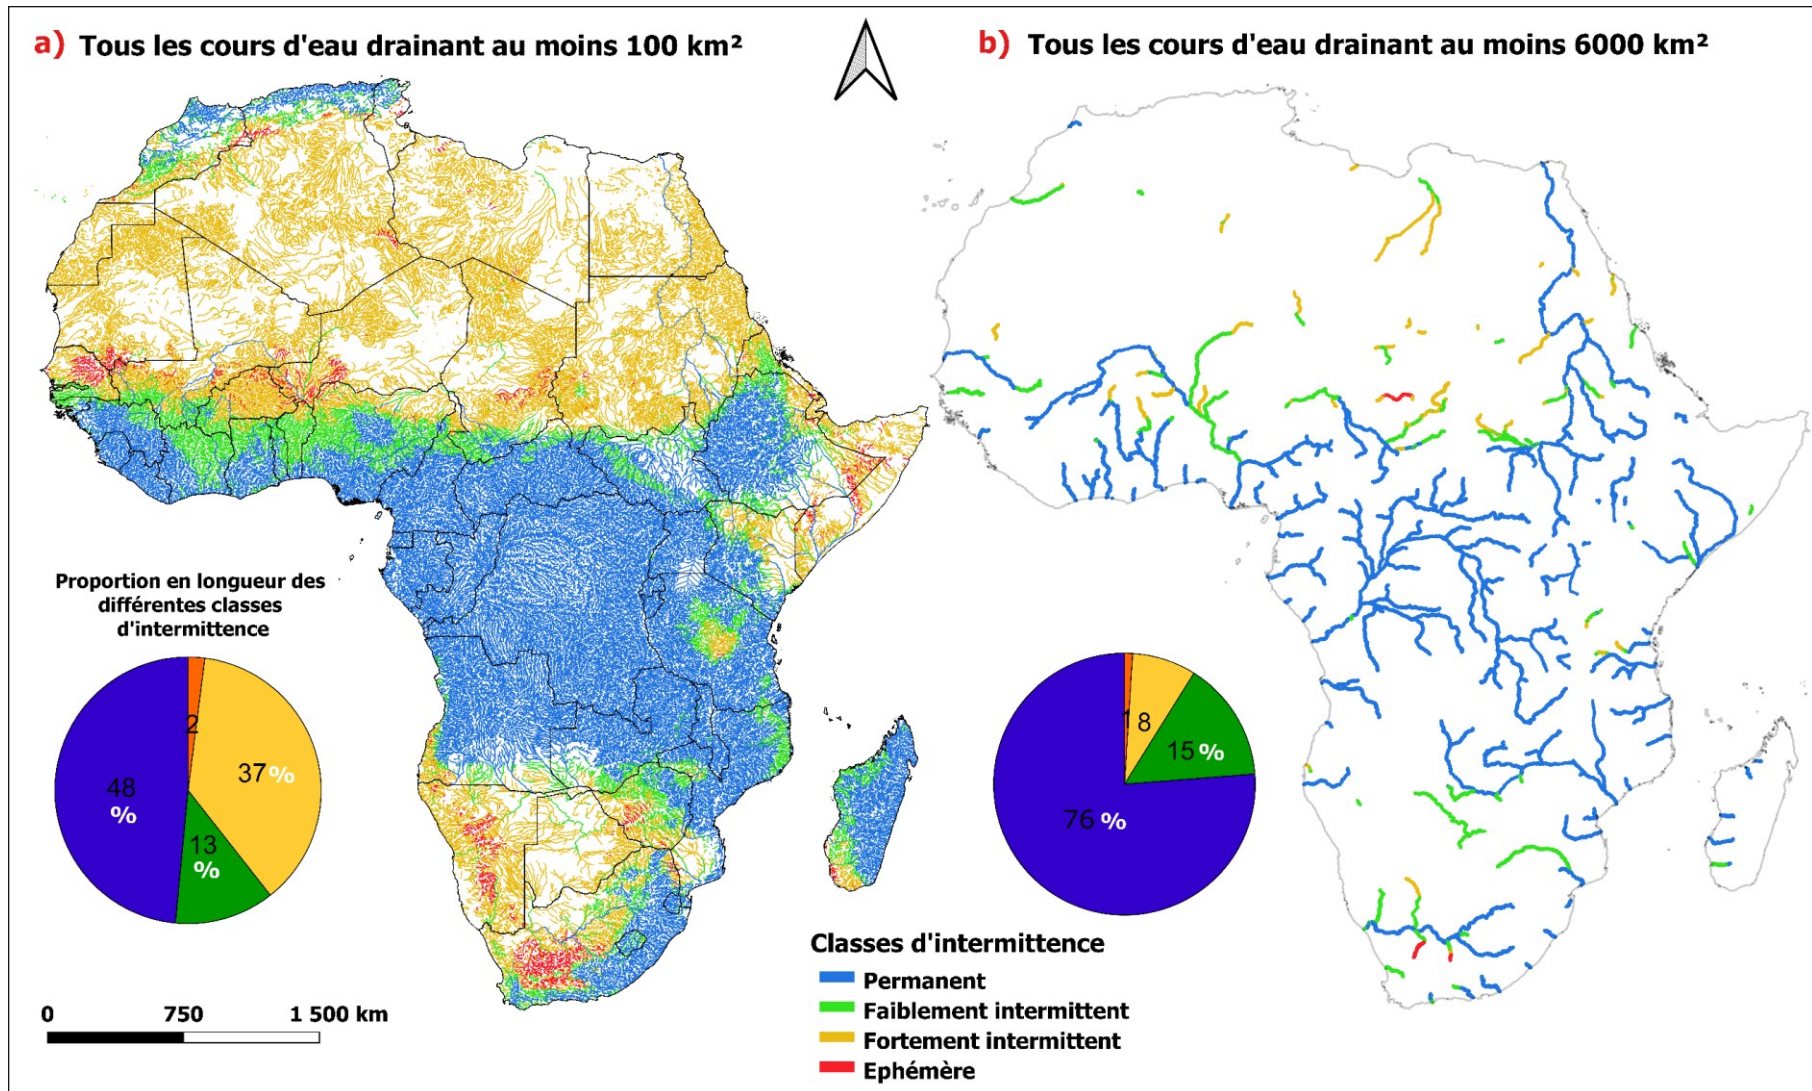 a) Tous les cours d'eau drainant au moins 100 km²
b) Tous les cours d'eau drainant au moins 6000 km²
Proportion en longueur des
différentes classes
d'intermittence
2
37 %
48
%
13
%
1 8
15 %
76 %
0 750 1 500 km
Classes d'intermittence
Permanent
Faiblement intermittent
Fortement intermittent
Ephémère